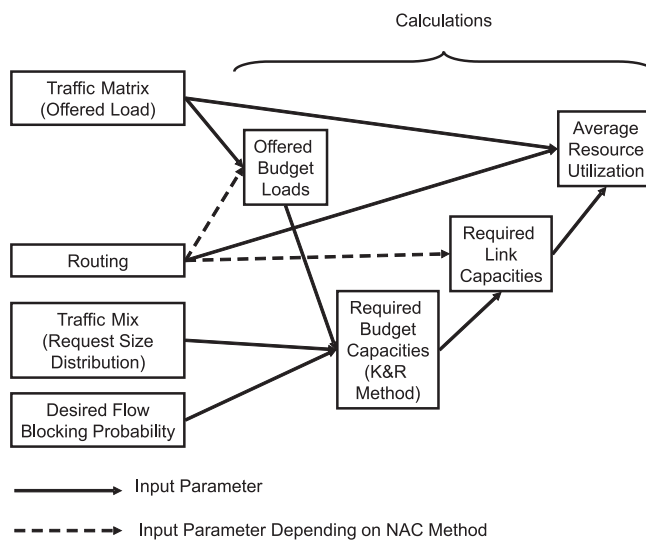 Calculations
Traffic Matrix
(Offered Load)
Offered
Budget
Loads
Average
Resource
Utilization
Routing
Required
Link
Capacities
Traffic Mix
(Request Size
Distribution)
Required
Budget
Capacities
(K&R
Method)
Desired Flow
Blocking Probability
Input Parameter
Input Parameter Depending on NAC Method